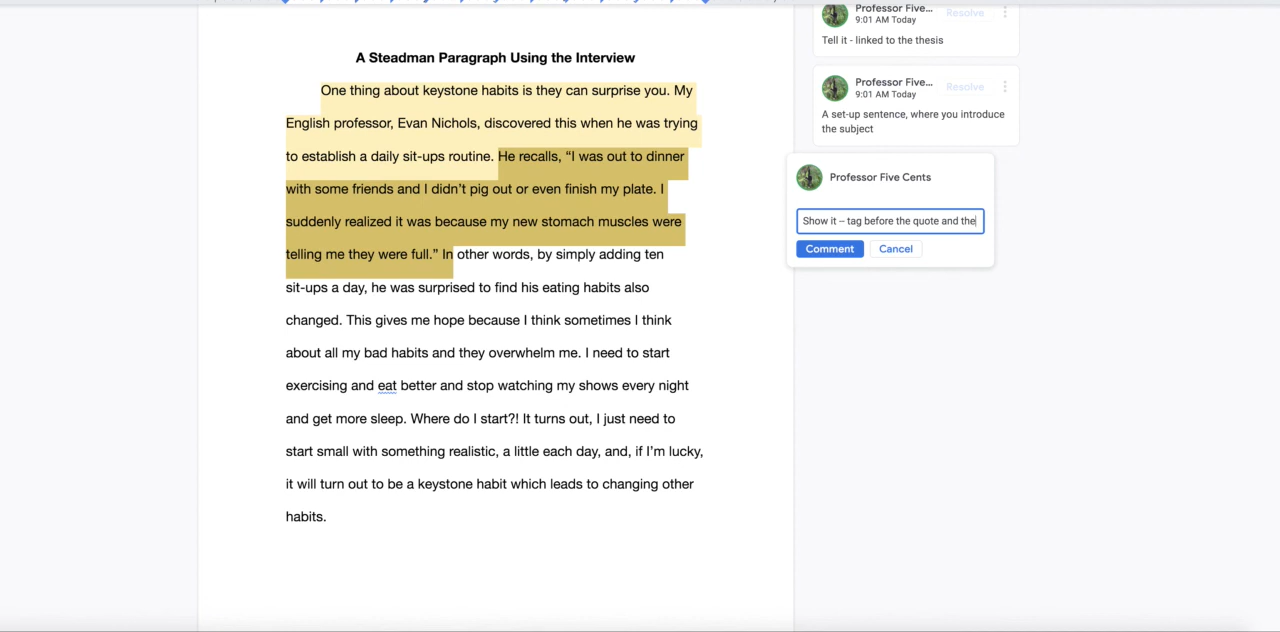 Professor Five... Resolve
9:01 AM Today
Tell it - linked to the thesis
Professor Five... Resolve
9:01 AM Today
A set-up sentence, where you introduce
the subject
Professor Five Cents
Show it – tag before the quote and the
Comment Cancel
A Steadman Paragraph Using the Interview
One thing about keystone habits is they can surprise you. My
English professor, Evan Nichols, discovered this when he was trying
to establish a daily sit-ups routine. He recalls, “I was out to dinner
with some friends and I didn’t pig out or even finish my plate. I
suddenly realized it was because my new stomach muscles were
telling me they were full.” In other words, by simply adding ten
sit-ups a day, he was surprised to find his eating habits also
changed. This gives me hope because I think sometimes I think
about all my bad habits and they overwhelm me. I need to start
exercising and eat better and stop watching my shows every night
and get more sleep. Where do I start?! It turns out, I just need to
start small with something realistic, a little each day, and, if I’m lucky,
it will turn out to be a keystone habit which leads to changing other
habits.